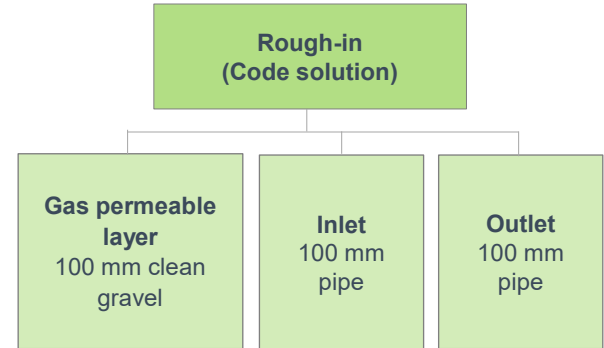 Rough-in
(Code solution)
Gas permeable
layer
100 mm clean
gravel
Inlet
100 mm
pipe
Outlet
100 mm
pipe